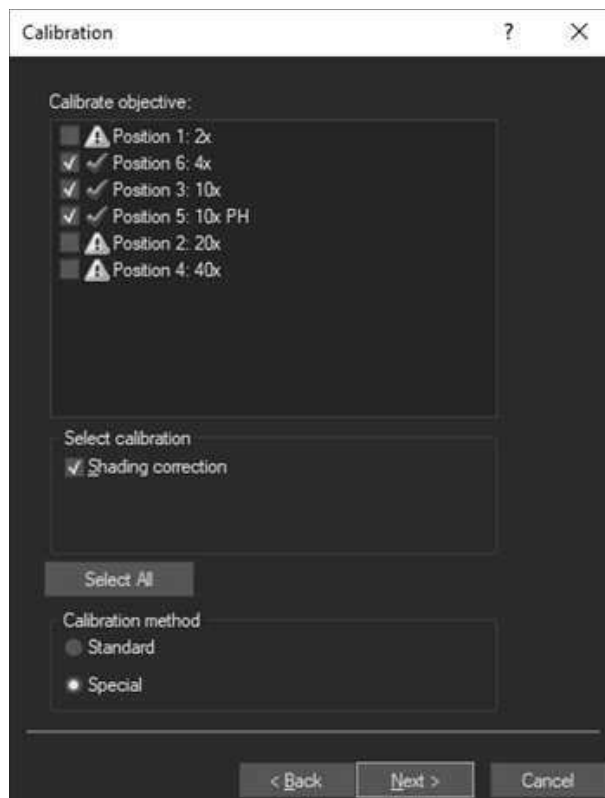 Calibration ?
Calibrate objective:
Position 1: 2x
Position 6: 4x
Position 3: 10x
Position 5: 10x PH
Position 2: 20x
Position 4: 40x
Select calibration
Shading correction
Select All
Calibration method
Standard
Special
< Back Next > Cancel